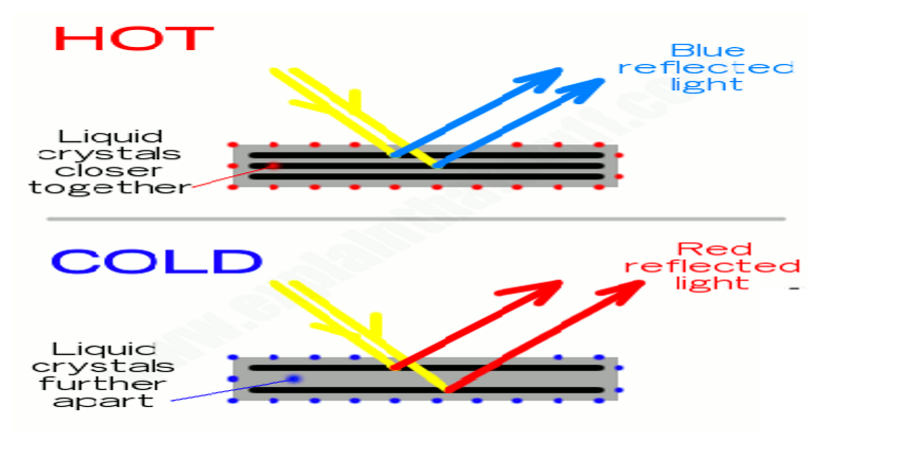 HOT
Blue
reflected
light
Liquid
crystals
closer
together
COLD
Red
reflected
light
Liquid
crystals
further
apart